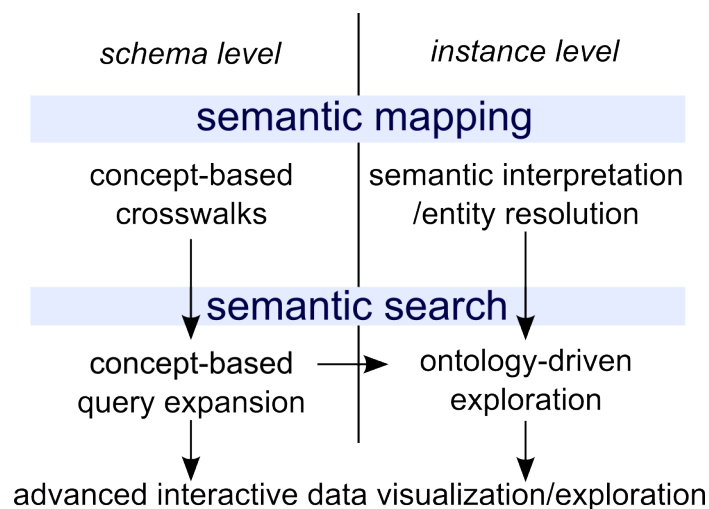 schema level
instance level
semantic mapping
concept-based
crosswalks
semantic interpretation
/entity resolution
semantic search
concept-based
query expansion
ontology-driven
exploration
advanced interactive data visualization/exploration